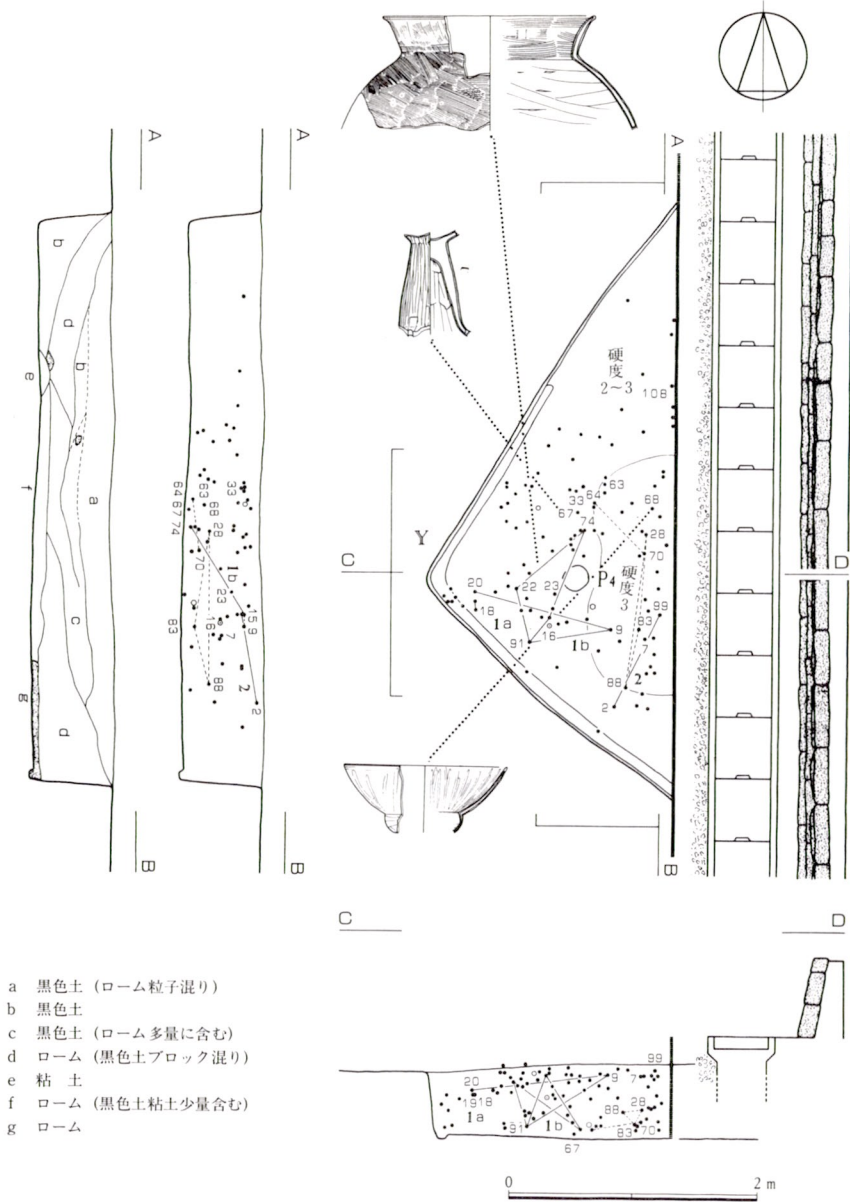 A
A
A
b
d
b
e
f
a
c
g
d
64
67
74
63
68
28
33
70
1b
23
15
9
83
16
7
88
2
2
B
B
硬度
2~3
108
64
63
33
67
74
68
28
70
Y
C
D
20
22
23
P4
硬度
3
99
18
1a
16
9
83
91
1b
7
88
2
2
B
C
D
a 黒色土 (ローム粒子混り)
b 黒色土
c 黒色土 (ローム多量に含む)
d ローム (黒色土ブロック混り)
e 粘 土
f ローム (黒色土粘土少量含む)
g ローム
99
20
9
7
1918
28
1a
88
91
1b
83
70
67
0 2 m